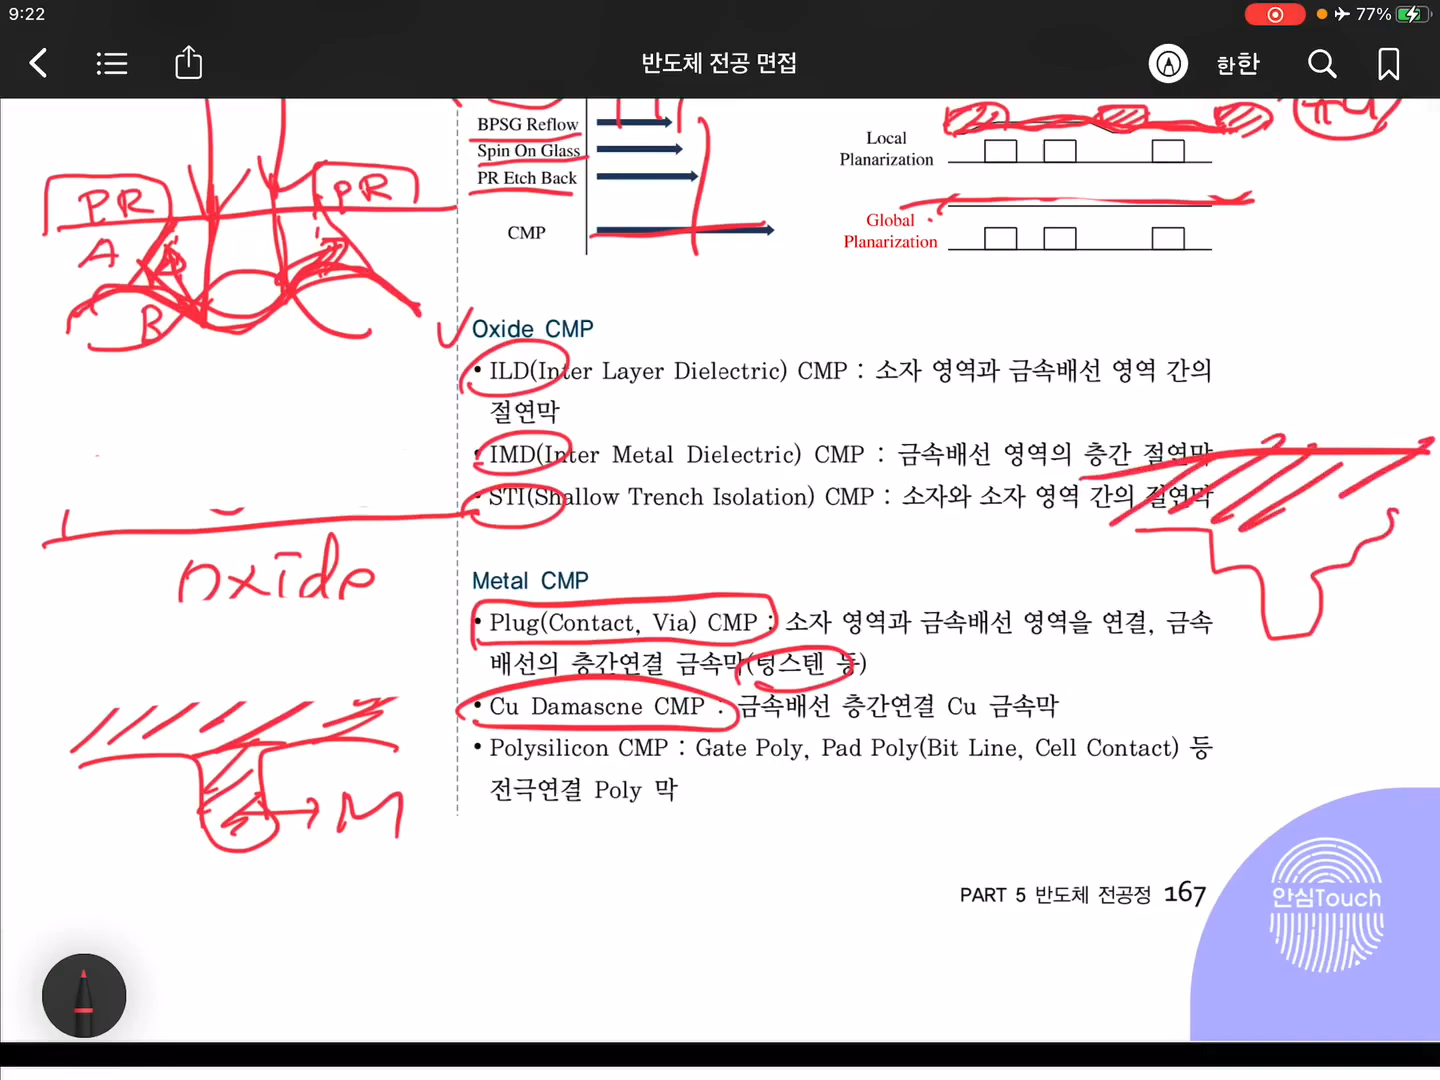 9:22
77%
반도체 전공 면접
한한
BPSG Reflow
Spin On Glass
PR Etch Back
CMP
Local
Planarization
Global
Planarization
PR
PR
A
B
Oxide CMP
• ILD(Inter Layer Dielectric) CMP : 소자 영역과 금속배선 영역 간의
절연막
• IMD(Inter Metal Dielectric) CMP : 금속배선 영역의 층간 절연막
• STI(Shallow Trench Isolation) CMP : 소자와 소자 영역 간의 절연막
oxide
Metal CMP
• Plug(Contact, Via) CMP : 소자 영역과 금속배선 영역을 연결, 금속
배선의 층간연결 금속막(텅스텐 등)
• Cu Damascne CMP : 금속배선 층간연결 Cu 금속막
• Polysilicon CMP : Gate Poly, Pad Poly(Bit Line, Cell Contact) 등
전극연결 Poly 막
M
PART 5 반도체 전공정 167
안심Touch